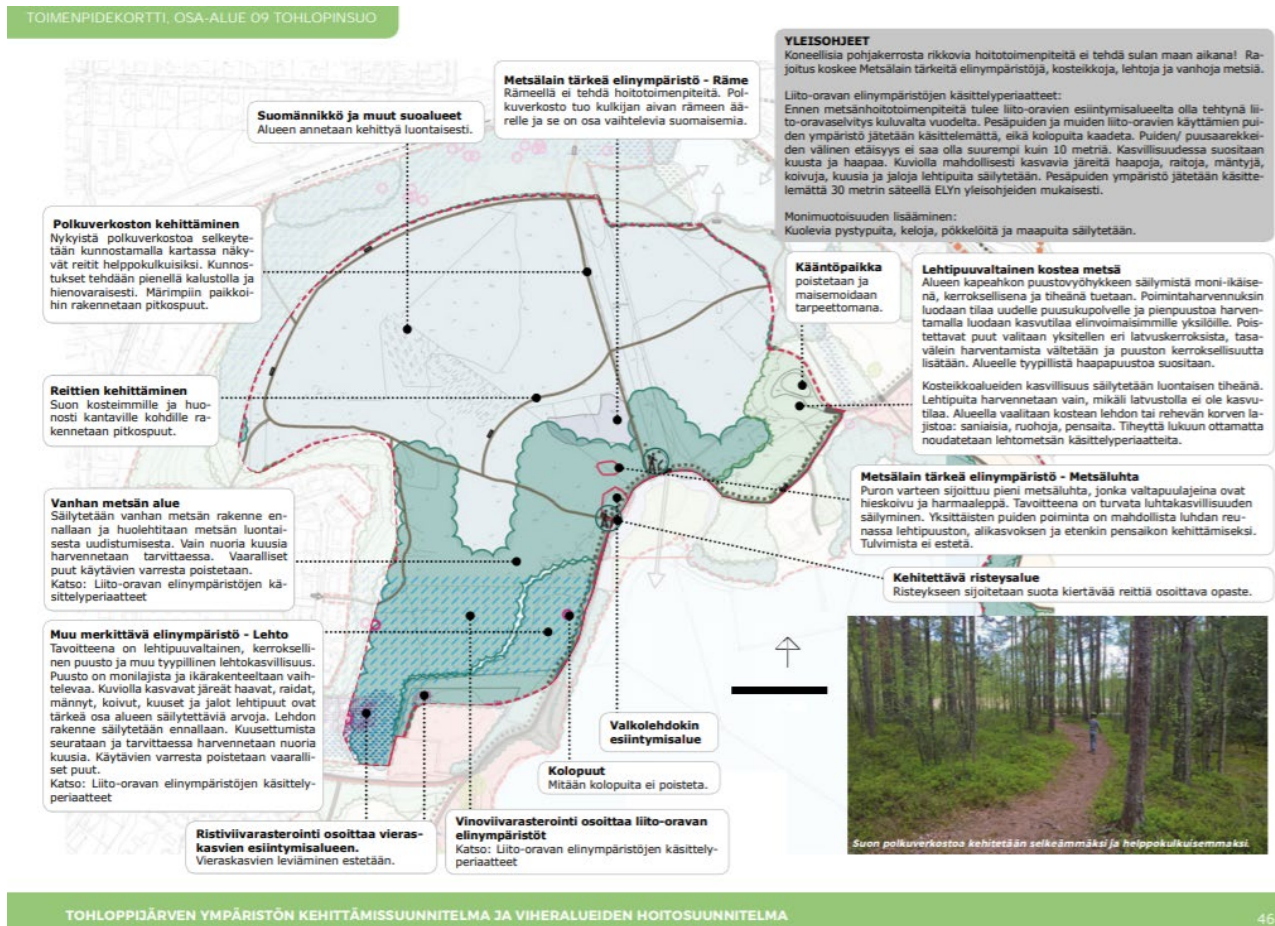 TOIMENPIDEKORTTI, OSA-ALUE 09 TOHLOPINSUO
YLEISOHJEET
Koneellisia pohjakerrosta rikkovia hoitotoimenpiteitä ei tehdä sulan maan aikana! Ra-
joitus koskee Metsälain tärkeitä elinympäristöjä, kosteikkoja, lehtoja ja vanhoja metsiä.
Liito-oravan elinympäristöjen käsittelyperiaatteet:
Ennen metsänhoitotoimenpiteitä tulee liito-oravien esiintymisalueelta olla tehtynä lii-
to-oravaselvitys kuluvalta vuodelta. Pesäpuiden ja muiden liito-oravien käyttämien pui-
den ympäristö jätetään käsittelemättä, eikä kolopuita kaadeta. Puiden/ puusaarekkei-
den välinen etäisyys ei saa olla suurempi kuin 10 metriä. Kasvillisuudessa suositaan
kuusta ja haapaa. Kuviolla mahdollisesti kasvavia järeitä haapoja, raitoja, mäntyjä,
koivuja, kuusia ja jaloja lehtipuita säilytetään. Pesäpuiden ympäristö jätetään käsitte-
lemättä 30 metrin säteellä ELYn yleisohjeiden mukaisesti.
Monimuotoisuuden lisääminen:
Kuolevia pystypuita, keloja, pökkelöitä ja maapuita säilytetään.
Metsälain tärkeä elinympäristö - Räme
Rämeellä ei tehdä hoitotoimenpiteitä. Pol-
kuverkosto tuo kulkijan aivan rämeen ää-
relle ja se on osa vaihtelevia suomaisemia.
Suomännikkö ja muut suoalueet
Alueen annetaan kehittyä luontaisesti.
Polkuverkoston kehittäminen
Nykyistä polkuverkostoa selkeyte-
tään kunnostamalla kartassa näky-
vät reitit helppokulkuisiksi. Kunnos-
tukset tehdään pienellä kalustolla ja
hienovaraisesti. Märimpiin paikkoi-
hin rakennetaan pitkospuut.
Kääntöpaikka
poistetaan ja
maisemoidaan
tarpeettomana.
Lehtipuuvaltainen kostea metsä
Alueen kapeahkon puustovyöhykkeen säilymistä moni-ikäise-
nä, kerroksellisena ja tiheänä tuetaan. Poimintaharvennuksin
luodaan tilaa uudelle puusukupolvelle ja pienpuustoa harven-
tamalla luodaan kasvutilaa elinvoimaisimmille yksilöille. Pois-
tettavat puut valitaan yksitellen eri latvuskerroksista, tasa-
välein harventamista vältetään ja puuston kerroksellisuutta
lisätään. Alueelle tyypillistä haapapuustoa suositaan.
Kosteikkoalueiden kasvillisuus säilytetään luontaisen tiheänä.
Lehtipuita harvennetaan vain, mikäli latvustolla ei ole kasvu-
tilaa. Alueella vaalitaan kostean lehdon tai rehevän korven la-
jistoa: saniaisia, ruohoja, pensaita. Tiheyttä lukuun ottamatta
noudatetaan lehtometsän käsittelyperiaatteita.
Reittien kehittäminen
Suon kosteimmille ja huo-
nosti kantaville kohdille ra-
kennetaan pitkospuut.
Metsälain tärkeä elinympäristö - Metsäluhta
Puron varteen sijoittuu pieni metsäluhta, jonka valtapuulajeina ovat
hieskoivu ja harmaaleppä. Tavoitteena on turvata luhtakasvillisuuden
säilyminen. Yksittäisten puiden poiminta on mahdollista luhdan reu-
nassa lehtipuuston, alikasvoksen ja etenkin pensaikon kehittämiseksi.
Tulvimista ei estetä.
Vanhan metsän alue
Säilytetään vanhan metsän rakenne en-
nallaan ja huolehtitaan metsän luontai-
sesta uudistumisesta. Vain nuoria kuusia
harvennetaan tarvittaessa. Vaaralliset
puut käytävien varresta poistetaan.
Katso: Liito-oravan elinympäristöjen kä-
sittelyperiaatteet
Kehitettävä risteysalue
Risteykseen sijoitetaan suota kiertävää reittiä osoittava opaste.
Muu merkittävä elinympäristö - Lehto
Tavoitteena on lehtipuuvaltainen, kerrokselli-
nen puusto ja muu tyypillinen lehtokasvillisuus.
Puusto on monilajista ja ikärakenteeltaan vaih-
televaa. Kuviolla kasvavat järeät haavat, raidat,
männyt, koivut, kuuset ja jalot lehtipuut ovat
tärkeä osa alueen säilytettäviä arvoja. Lehdon
rakenne säilytetään ennallaan. Kuusettumista
seurataan ja tarvittaessa harvennetaan nuoria
kuusia. Käytävien varresta poistetaan vaaralli-
set puut.
Katso: Liito-oravan elinympäristöjen käsittely-
periaatteet
Valkolehdokin
esiintymisalue
Kolopuut
Mitään kolopuita ei poisteta.
Vinoviivarasterointi osoittaa liito-oravan
elinympäristöt
Katso: Liito-oravan elinympäristöjen käsittely-
periaatteet
Ristiviivarasterointi osoittaa vieras-
kasvien esiintymisalueen.
Vieraskasvien leviäminen estetään.
Suon polkuverkostoa kehitetään selkeämmäksi ja helppokulkuisemmaksi.
TOHLOPPIJÄRVEN YMPÄRISTÖN KEHITTÄMISSUUNNITELMA JA VIHERALUEIDEN HOITOSUUNNITELMA
46